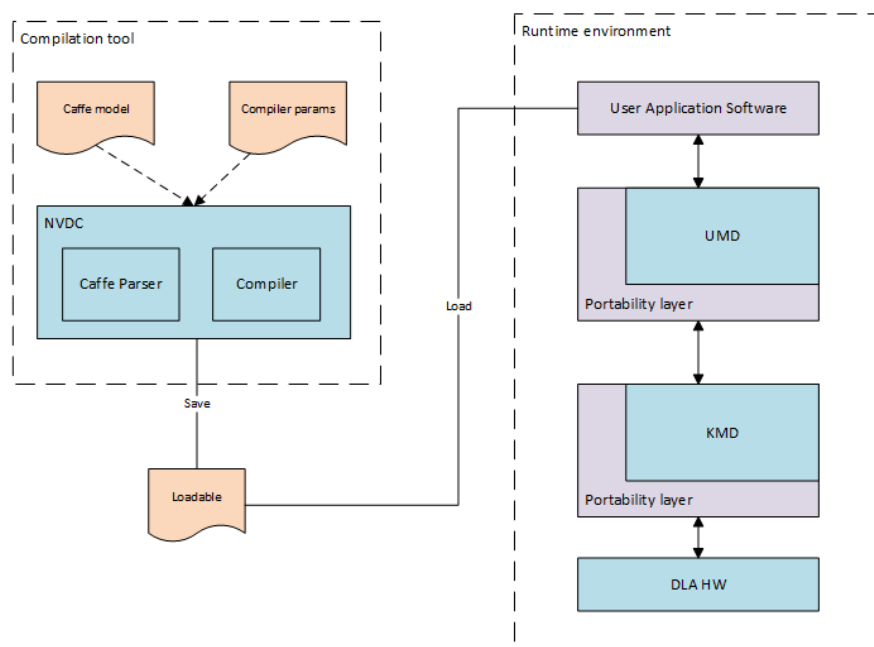 Compilation tool
Caffe model
Compiler params
NVDC
Caffe Parser
Compiler
Save
Loadable
Load
Runtime environment
User Application Software
UMD
Portability layer
KMD
Portability layer
DLA HW